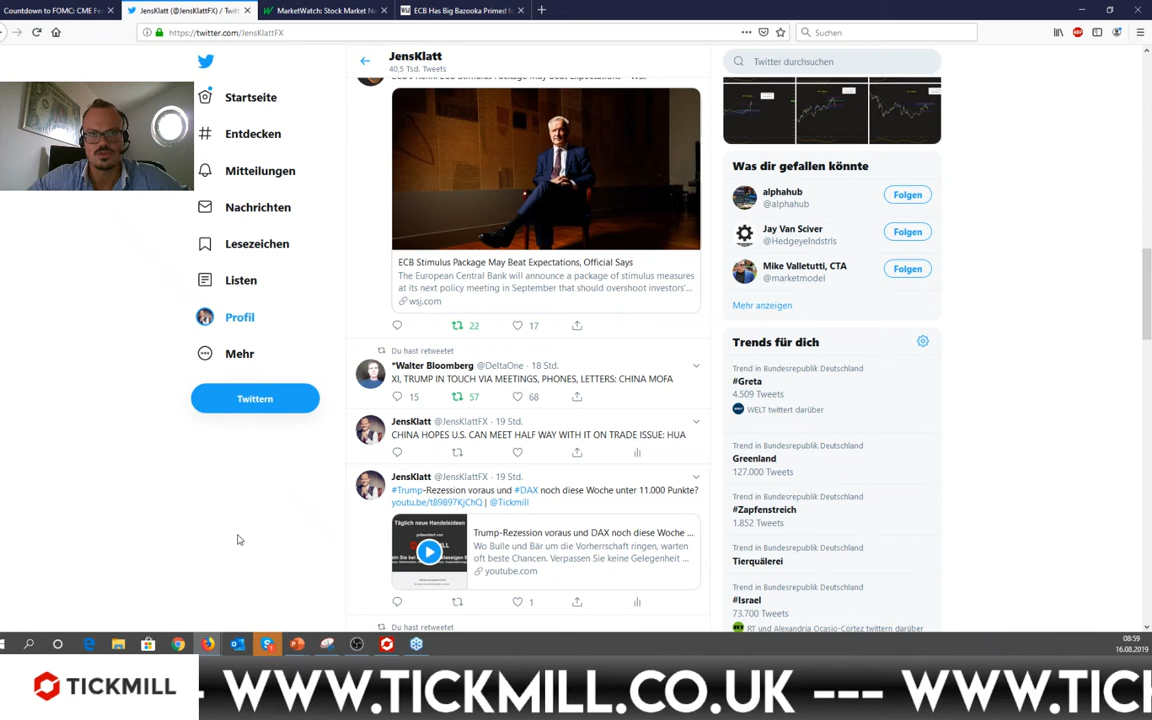 Countdown to FOMC: CME Fe
JensKlatt (@JensKlattFX) / Twitt
MarketWatch: Stock Market Ne
ECB Has Big Bazooka Primed f
https://twitter.com/JensKlattFX
Suchen
Startseite
Entdecken
Mitteilungen
Nachrichten
Lesezeichen
Listen
Profil
Mehr
Twittern
JensKlatt
40,5 Tsd. Tweets
ECB Stimulus Package May Beat Expectations, Official Says
The European Central Bank will announce a package of stimulus measures
at its next policy meeting in September that should overshoot investors'...
wsj.com
22 17
Du hast retweetet
*Walter Bloomberg @DeltaOne · 18 Std.
XI, TRUMP IN TOUCH VIA MEETINGS, PHONES, LETTERS: CHINA MOFA
15 57 68
JensKlatt @JensKlattFX · 19 Std.
CHINA HOPES U.S. CAN MEET HALF WAY WITH IT ON TRADE ISSUE: HUA
JensKlatt @JensKlattFX · 19 Std.
#Trump-Rezession voraus und #DAX noch diese Woche unter 11.000 Punkte?
youtu.be/t89897KjChQ | @Tickmill
Täglich neue Handelsideen
Trump-Rezession voraus und DAX noch diese Woche ...
Wo Bulle und Bär um die Vorherrschaft ringen, warten
oft beste Chancen. Verpassen Sie keine Gelegenheit ...
youtube.com
1
Du hast retweetet
Twitter durchsuchen
Was dir gefallen könnte
alphahub
@alphahub
Folgen
Jay Van Sciver
@HedgeyeIndstrls
Folgen
Mike Valletutti, CTA
@marketmodel
Folgen
Mehr anzeigen
Trends für dich
Trend in Bundesrepublik Deutschland
#Greta
4.509 Tweets
WELT twittert darüber
Trend in Bundesrepublik Deutschland
Greenland
127.000 Tweets
Trend in Bundesrepublik Deutschland
#Zapfenstreich
1.852 Tweets
Trend in Bundesrepublik Deutschland
Tierquälerei
Trend in Bundesrepublik Deutschland
#Israel
73.700 Tweets
RT und Alexandria Ocasio-Cortez twittern darüber
08:59
16.08.2019
TICKMILL
- WWW.TICKMILL.CO.UK --- WWW.TIC